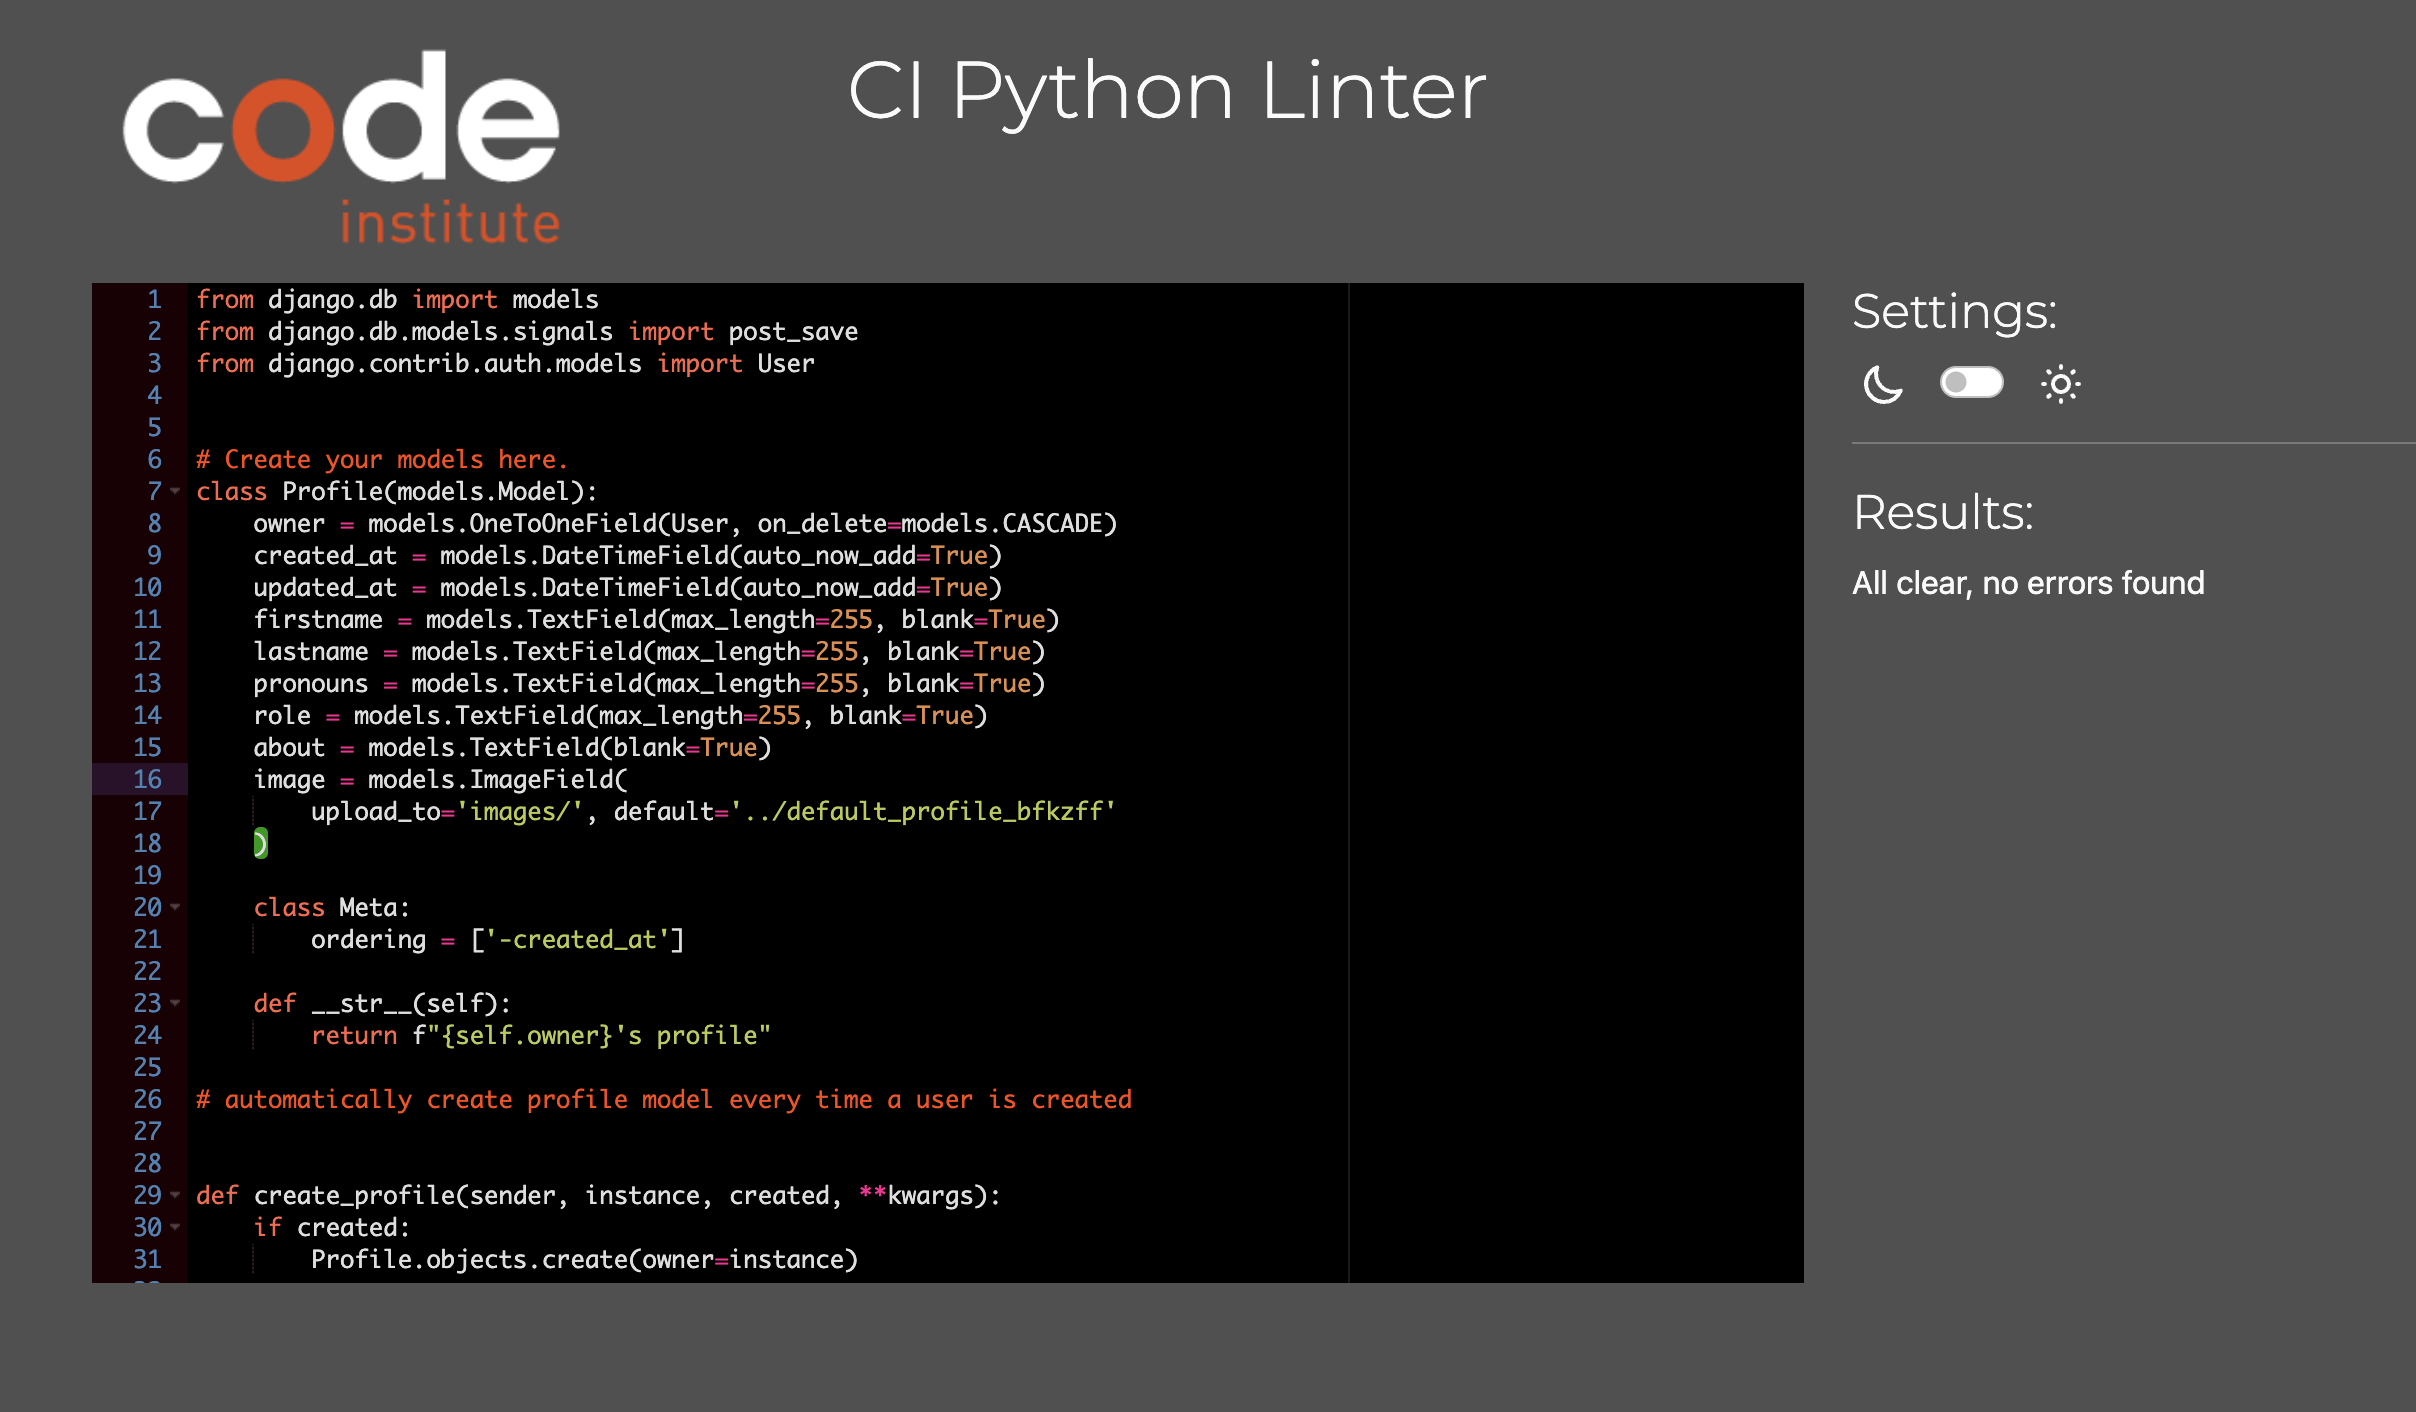 code
institute
CI Python Linter
1 from django.db import models
2 from django.db.models.signals import post_save
3 from django.contrib.auth.models import User
4
5
6 # Create your models here.
7 class Profile(models.Model):
8     owner = models.OneToOneField(User, on_delete=models.CASCADE)
9     created_at = models.DateTimeField(auto_now_add=True)
10     updated_at = models.DateTimeField(auto_now_add=True)
11     firstname = models.TextField(max_length=255, blank=True)
12     lastname = models.TextField(max_length=255, blank=True)
13     pronouns = models.TextField(max_length=255, blank=True)
14     role = models.TextField(max_length=255, blank=True)
15     about = models.TextField(blank=True)
16     image = models.ImageField(
17         upload_to='images/', default='../default_profile_bfkzff'
18     )
19
20     class Meta:
21         ordering = ['-created_at']
22
23     def __str__(self):
24         return f"{self.owner}'s profile"
25
26 # automatically create profile model every time a user is created
27
28
29 def create_profile(sender, instance, created, **kwargs):
30     if created:
31         Profile.objects.create(owner=instance)
Settings:
Results:
All clear, no errors found